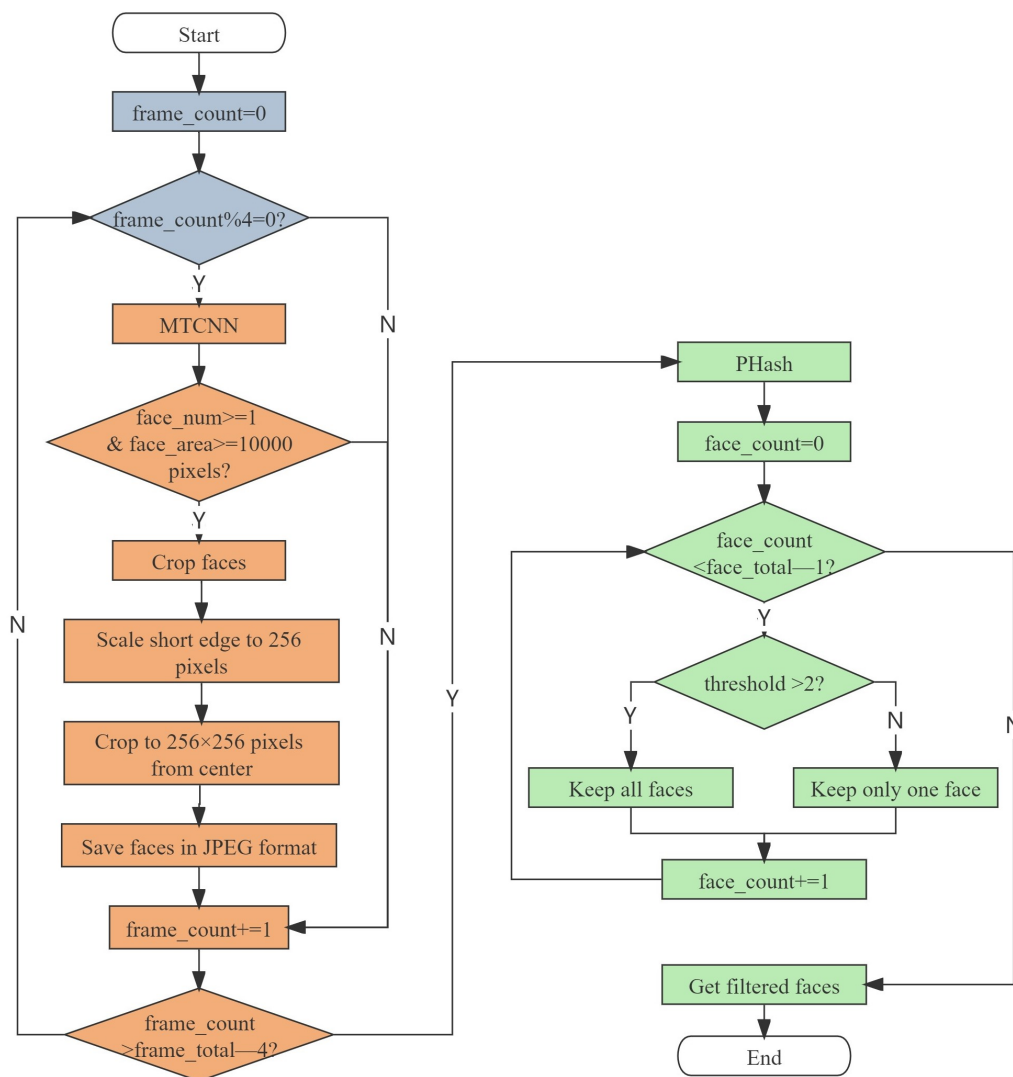 Start
frame_count=0
frame_count%4=0?
Y
N
MTCNN
face_num>=1
& face_area>=10000
pixels?
Y
N
Crop faces
Scale short edge to 256
pixels
Crop to 256×256 pixels
from center
Save faces in JPEG format
frame_count+=1
frame_count
>frame_total—4?
N
Y
PHash
face_count=0
face_count
<face_total—1?
Y
N
threshold >2?
Y
N
Keep all faces
Keep only one face
face_count+=1
Get filtered faces
End